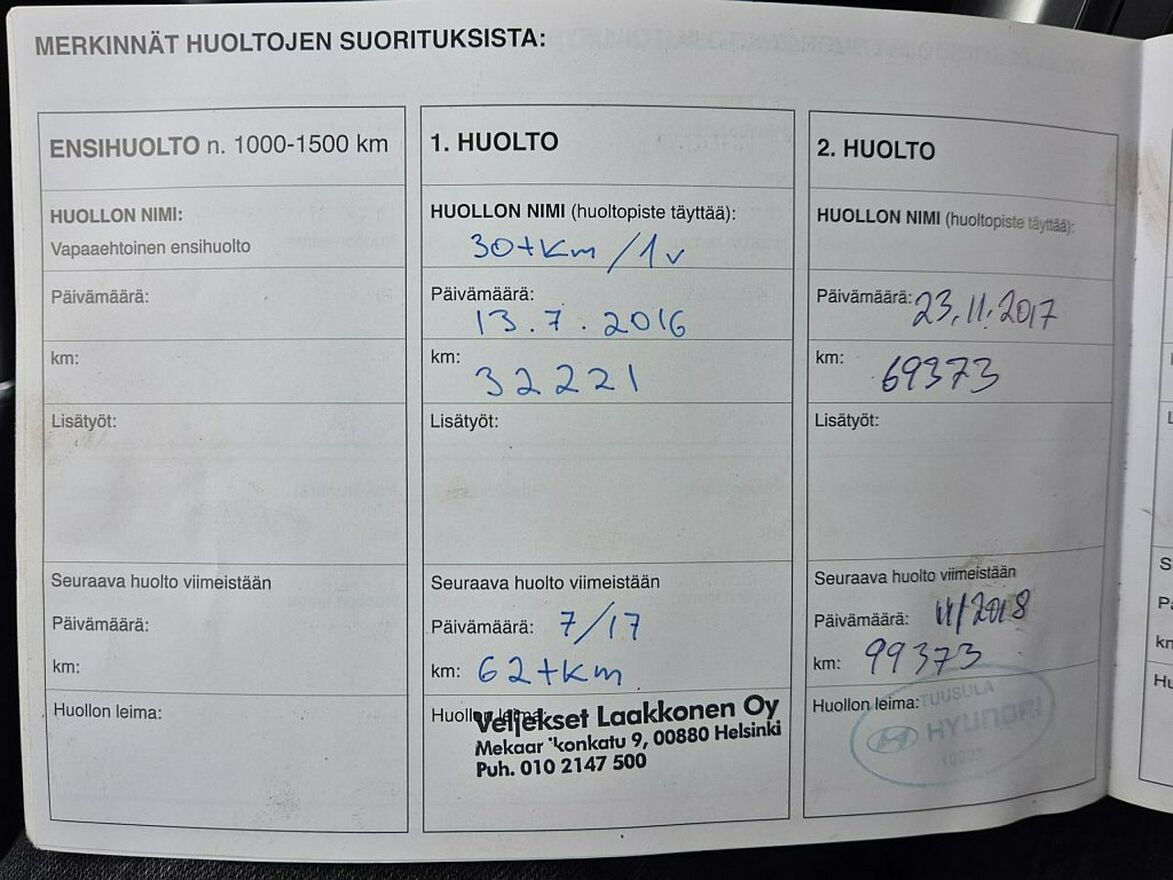 MERKINNÄT HUOLTOJEN SUORITUKSISTA:
ENSIHUOLTO n. 1000-1500 km
HUOLLON NIMI:
Vapaaehtoinen ensihuolto
Päivämäärä:
km:
Lisätyöt:
Seuraava huolto viimeistään
Päivämäärä:
km:
Huollon leima:
1. HUOLTO
HUOLLON NIMI (huoltopiste täyttää):
30tkm/1v
Päivämäärä:
13.7.2016
km:
32221
Lisätyöt:
Seuraava huolto viimeistään
Päivämäärä: 7/17
km: 62tkm
Huollon leima:
Veljekset Laakkonen Oy
konkatu 9, 00880 Helsinki
Puh. 010 2147 500
2. HUOLTO
HUOLLON NIMI (huoltopiste täyttää):
Päivämäärä: 23.11.2017
km: 69373
Lisätyöt:
Seuraava huolto viimeistään
Päivämäärä: 11/2018
km: 99373
Huollon leima:
TUUSULA
HYUNDAI